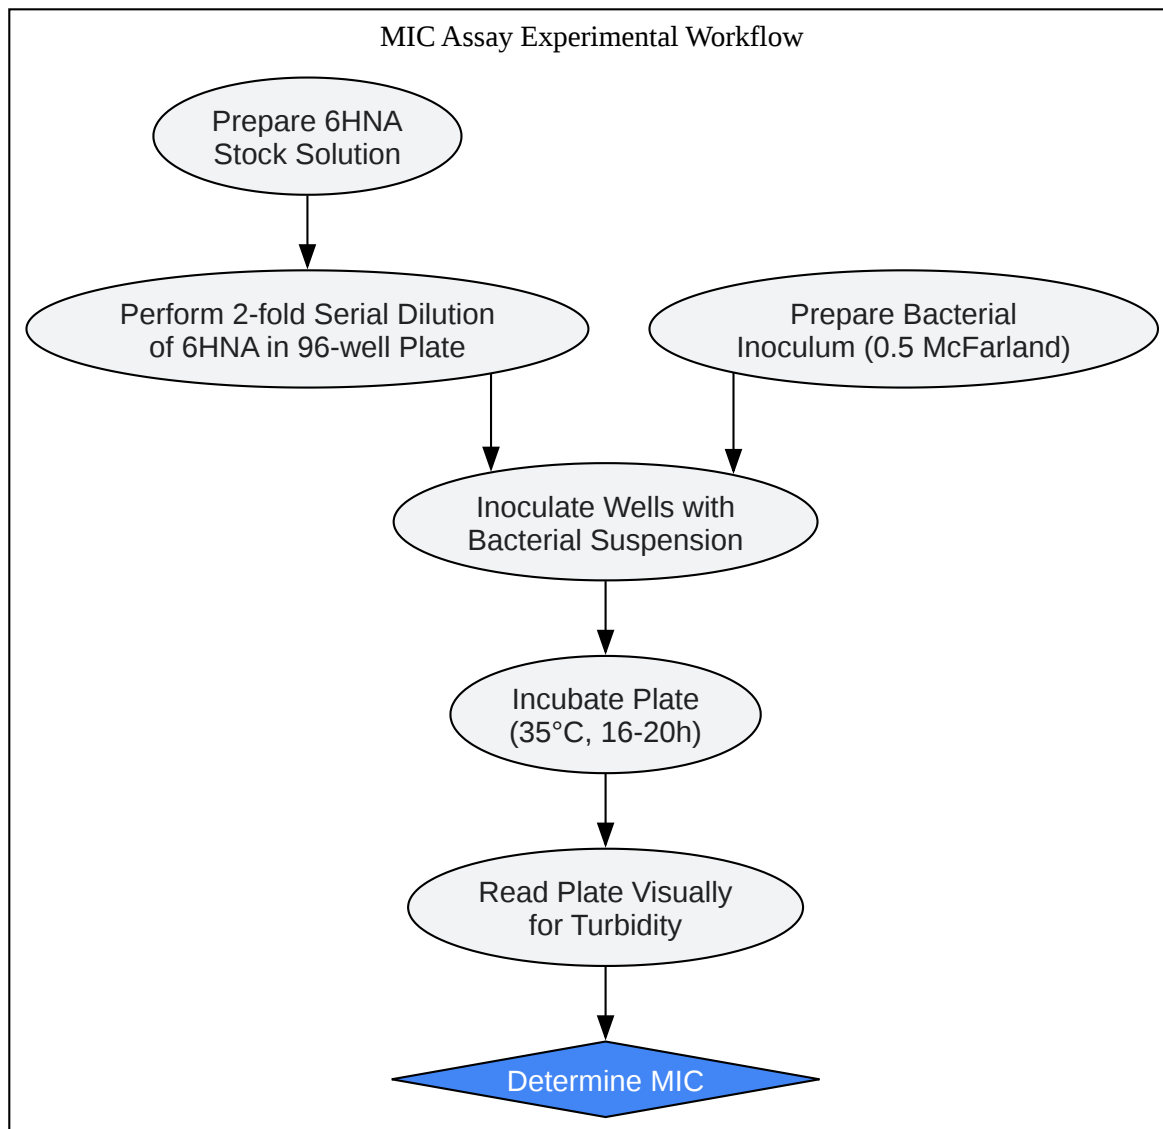 MIC Assay Experimental Workflow
Prepare 6HNA
Stock Solution
Perform 2-fold Serial Dilution
of 6HNA in 96-well Plate
Prepare Bacterial
Inoculum (0.5 McFarland)
Inoculate Wells with
Bacterial Suspension
Incubate Plate
(35°C, 16-20h)
Read Plate Visually
for Turbidity
Determine MIC